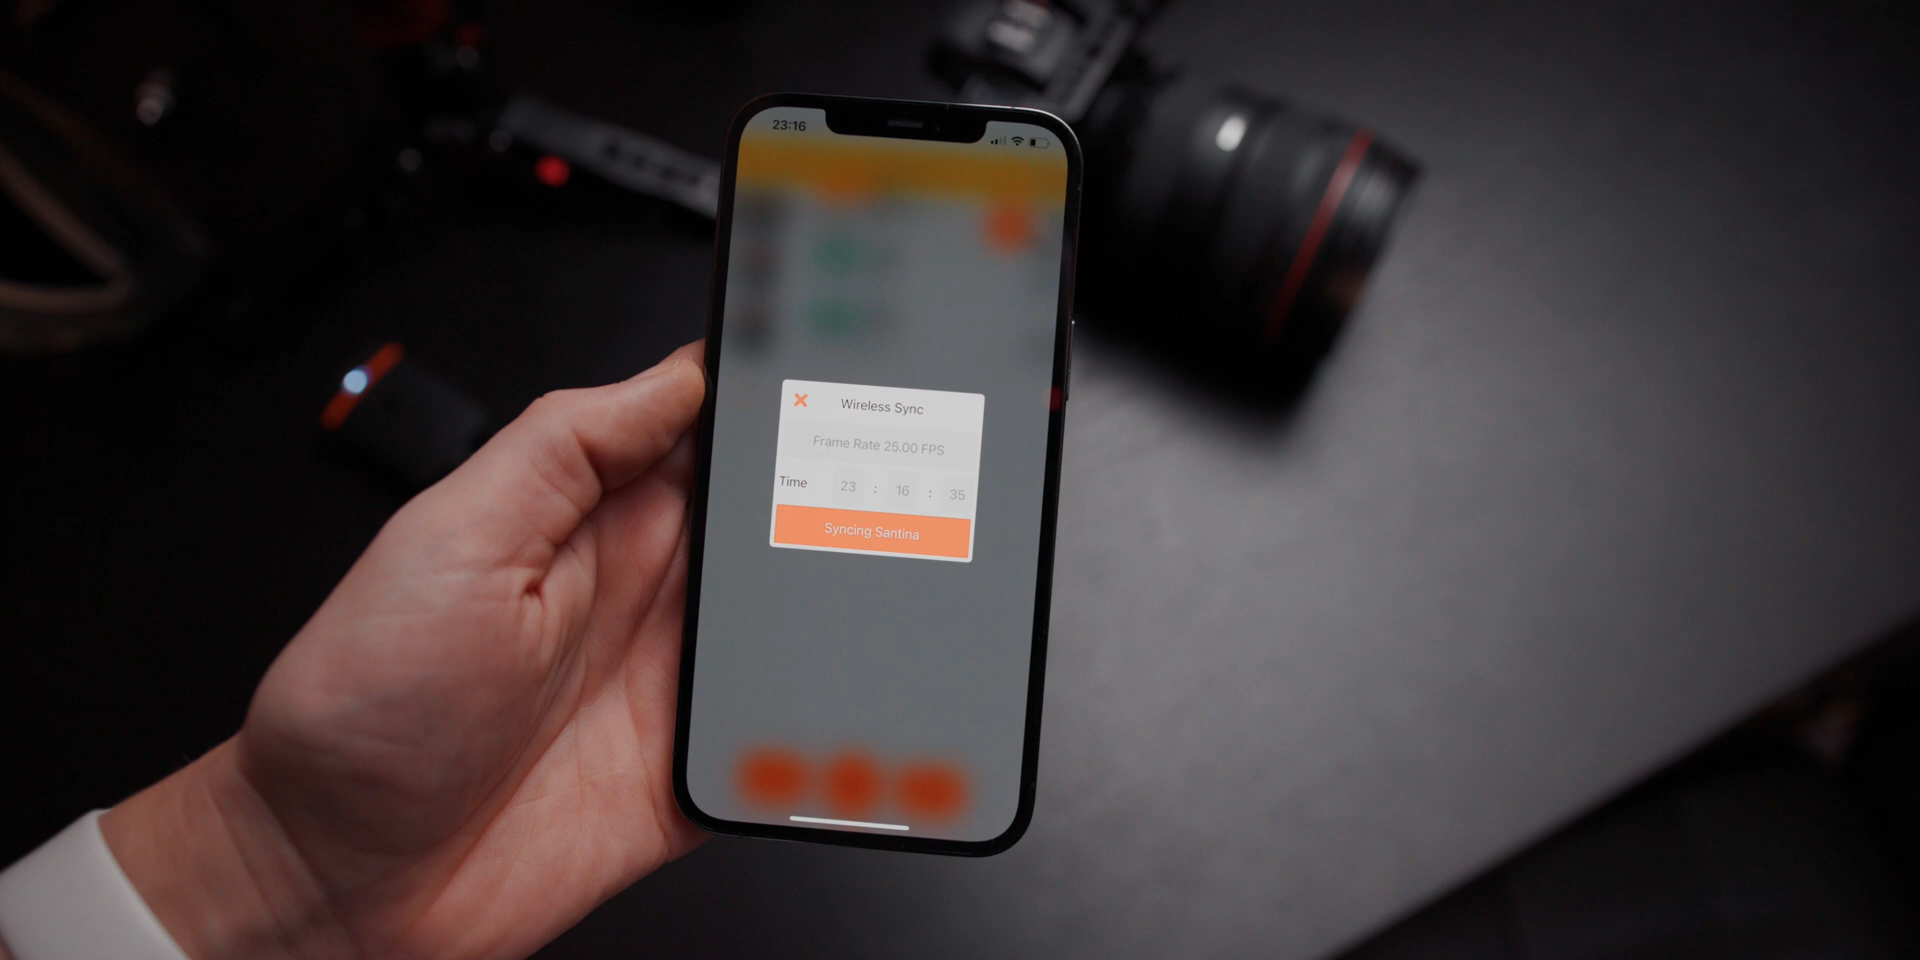 23:16
Wireless Sync
Frame Rate 25.00 FPS
Time 23 : 16 : 35
Syncing Santina